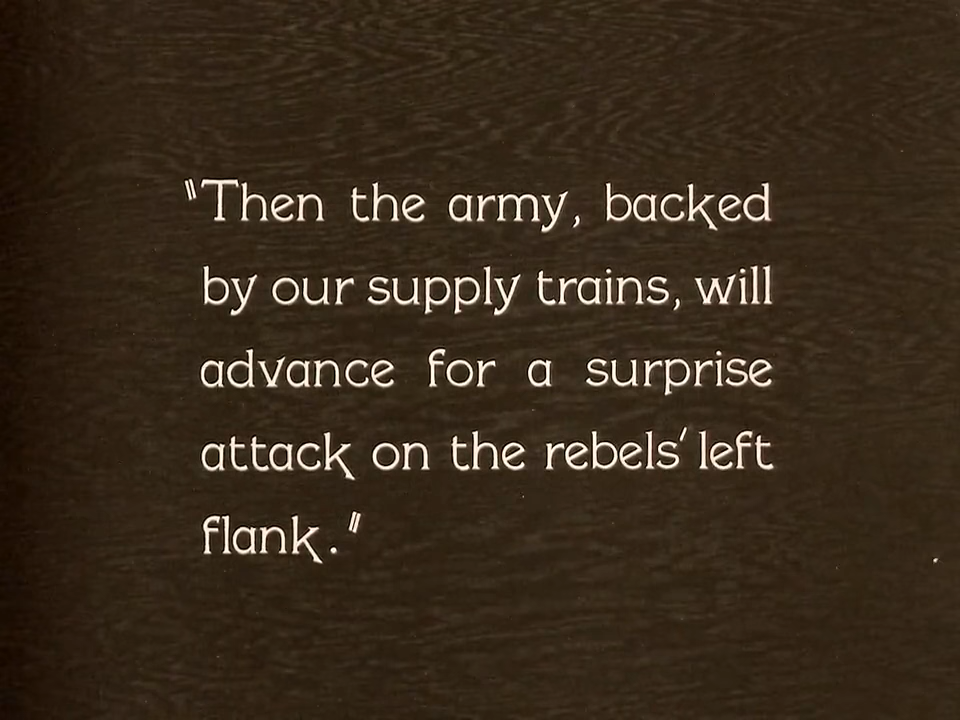 "Then the army, backed
by our supply trains, will
advance for a surprise
attack on the rebels' left
flank."